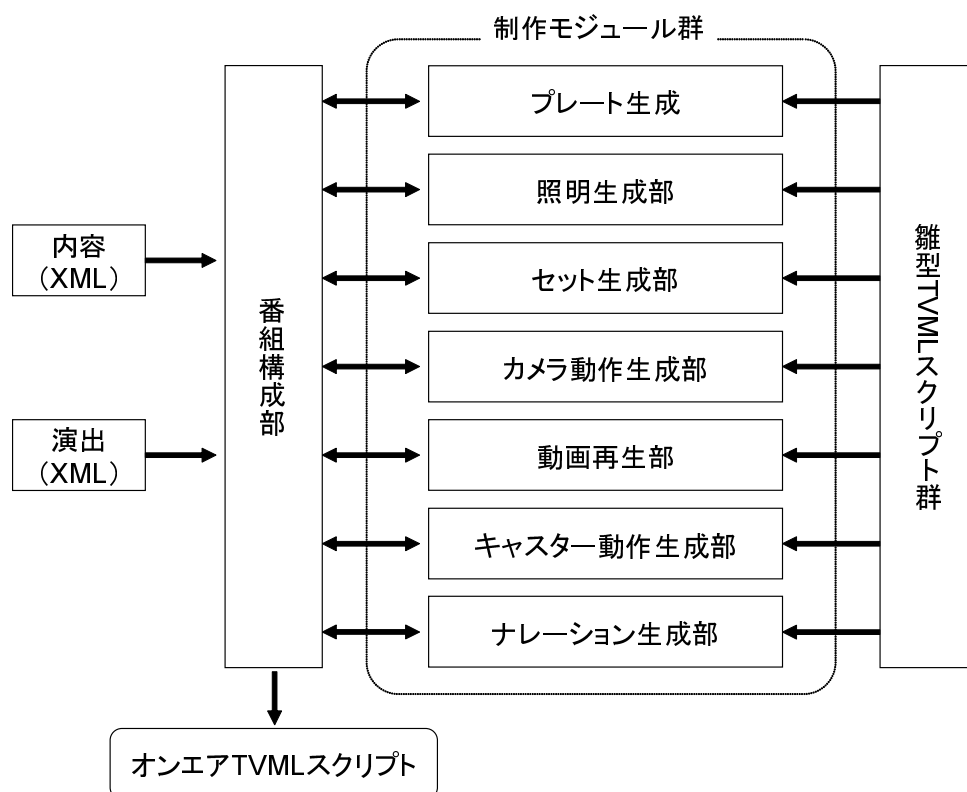 制作モジュール群
プレート生成
照明生成部
セット生成部
カメラ動作生成部
動画再生部
キャスター動作生成部
ナレーション生成部
内容
（XML）
演出
（XML）
番組構成部
雛型TVMLスクリプト群
オンエアTVMLスクリプト